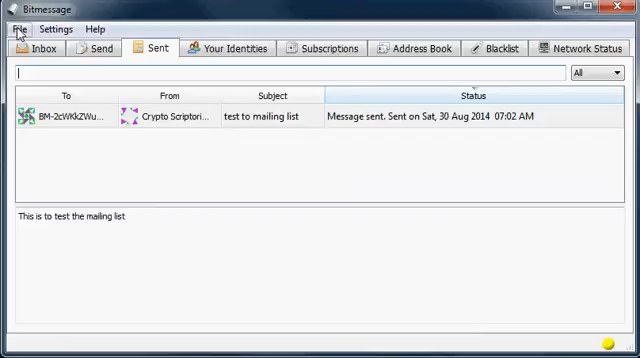 Bitmessage
File Settings Help
Inbox Send Sent Your Identities Subscriptions Address Book Blacklist Network Status
All
To From Subject Status
BM-2cWKkZWu... Crypto Scriptori... test to mailing list Message sent. Sent on Sat, 30 Aug 2014 07:02 AM
This is to test the mailing list